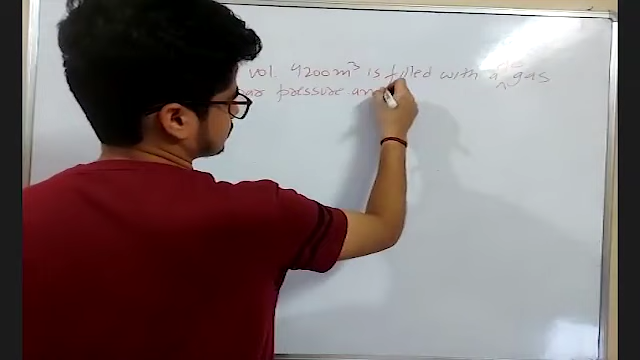 vol. 4200m³ is filled with a gas
pressure an